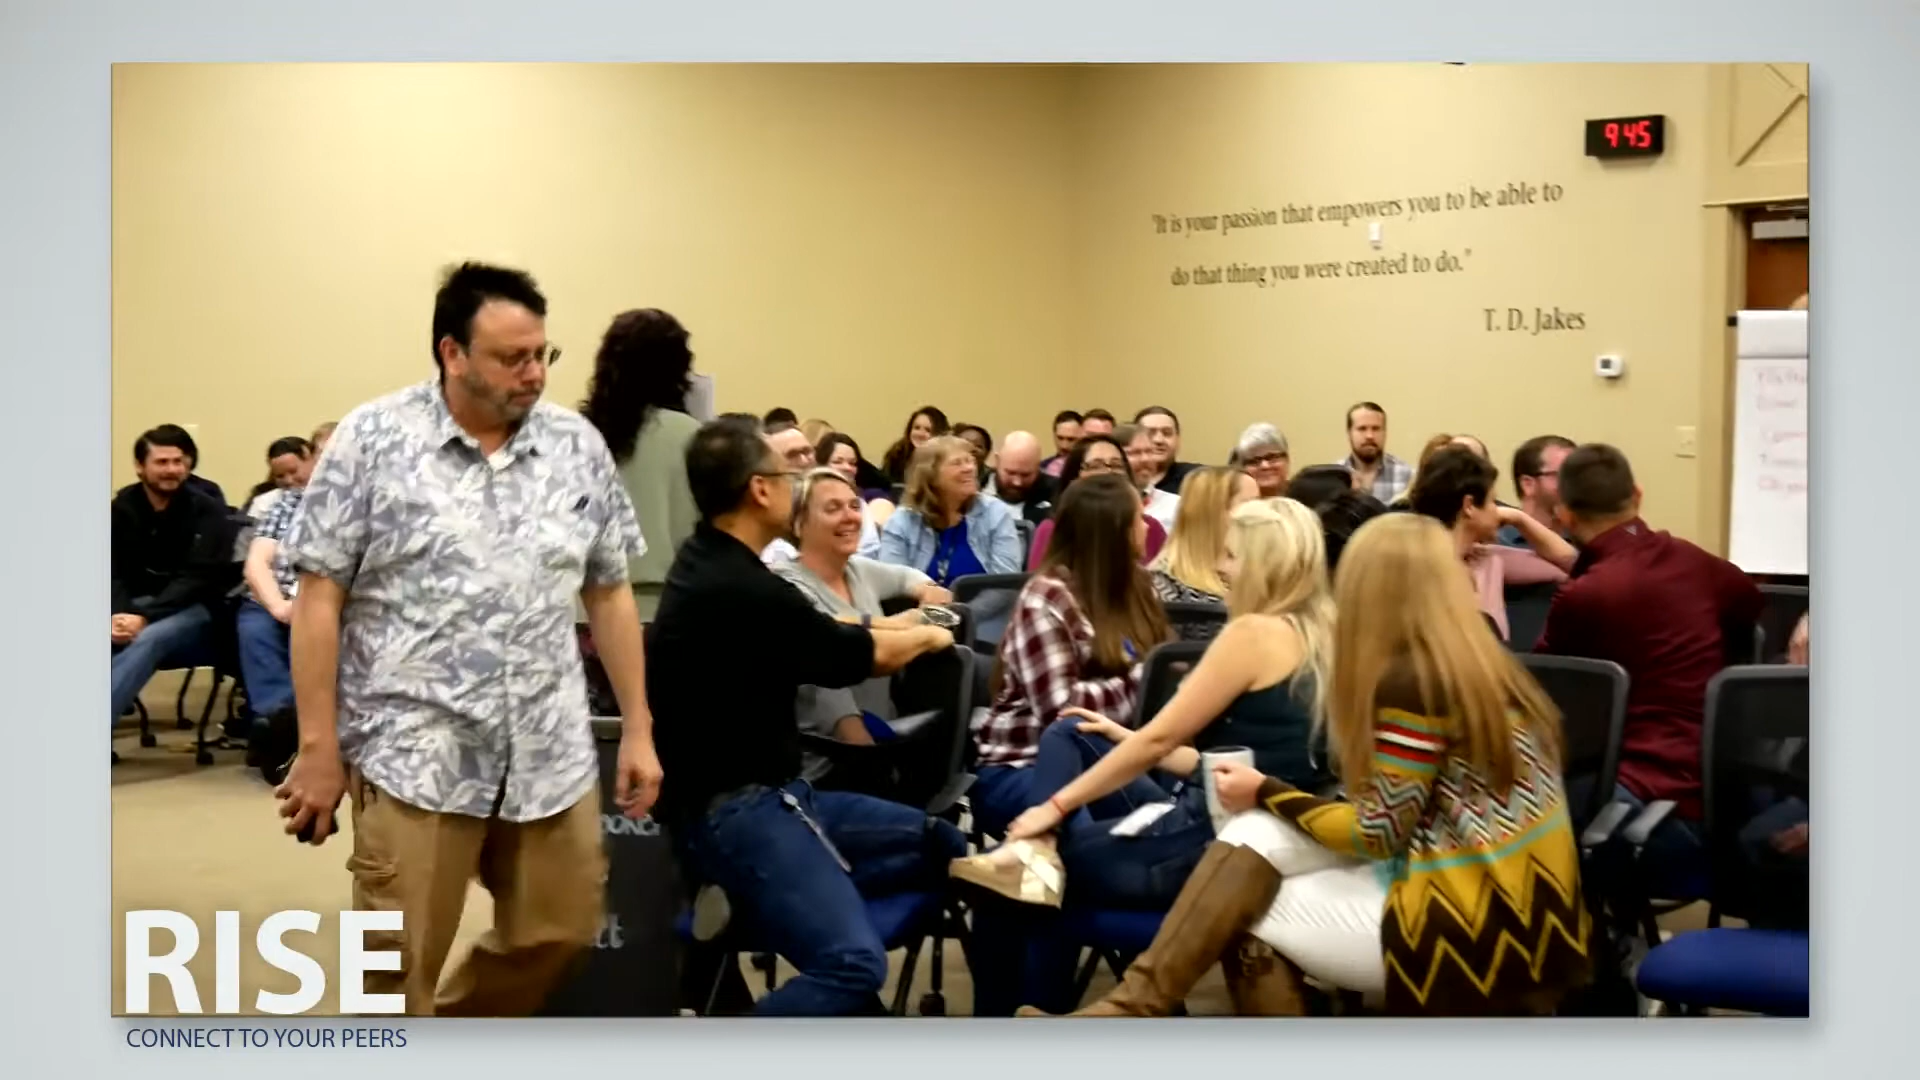 9 45
"It is your passion that empowers you to be able to
do that thing you were created to do."
T. D. Jakes
RISE
CONNECT TO YOUR PEERS